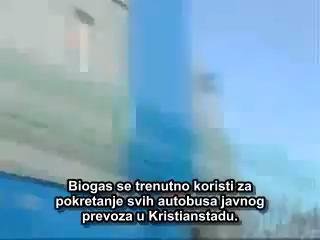 Biogas se trenutno koristi za
pokretanje svih autobusa javnog
prevoza u Kristianstadu.